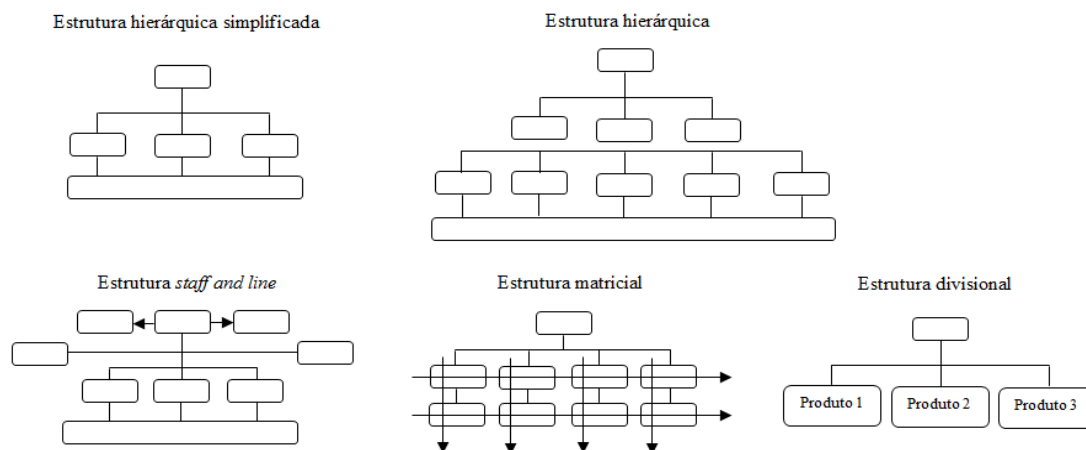 Estrutura hierárquica simplificada
Estrutura hierárquica
Estrutura staff and line
Estrutura matricial
Estrutura divisional
Produto 1
Produto 2
Produto 3